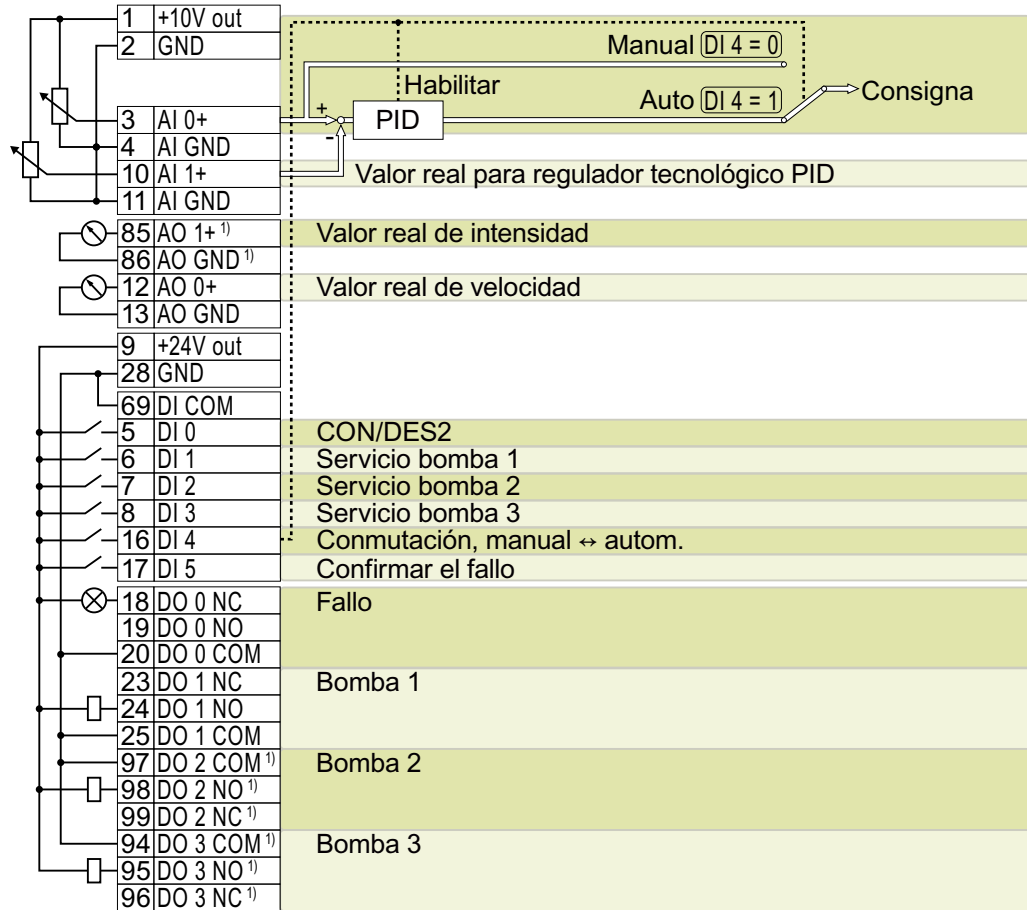 1 +10V out
2 GND
Manual DI 4 = 0
Habilitar
Auto DI 4 = 1
Consigna
3 AI 0+
+
PID
-
4 AI GND
10 AI 1+ Valor real para regulador tecnológico PID
11 AI GND
85 AO 1+ 1) Valor real de intensidad
86 AO GND 1)
12 AO 0+ Valor real de velocidad
13 AO GND
9 +24V out
28 GND
69 DI COM
5 DI 0 CON/DES2
6 DI 1 Servicio bomba 1
7 DI 2 Servicio bomba 2
8 DI 3 Servicio bomba 3
16 DI 4 Conmutación, manual ↔ autom.
17 DI 5 Confirmar el fallo
18 DO 0 NC Fallo
19 DO 0 NO
20 DO 0 COM
23 DO 1 NC Bomba 1
24 DO 1 NO
25 DO 1 COM
97 DO 2 COM 1) Bomba 2
98 DO 2 NO 1)
99 DO 2 NC 1)
94 DO 3 COM 1) Bomba 3
95 DO 3 NO 1)
96 DO 3 NC 1)